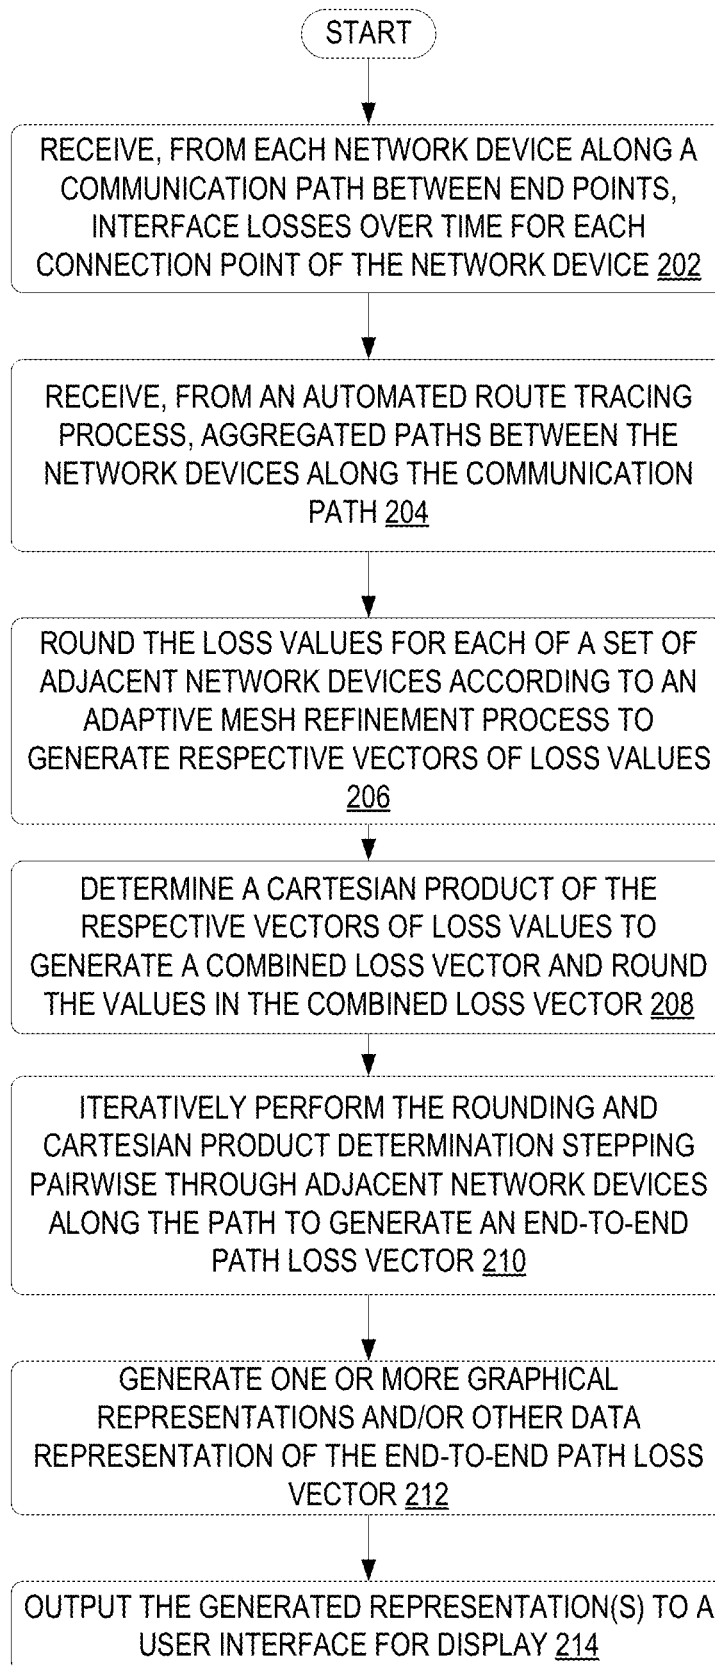 START
RECEIVE, FROM EACH NETWORK DEVICE ALONG A
COMMUNICATION PATH BETWEEN END POINTS,
INTERFACE LOSSES OVER TIME FOR EACH
CONNECTION POINT OF THE NETWORK DEVICE 202
RECEIVE, FROM AN AUTOMATED ROUTE TRACING
PROCESS, AGGREGATED PATHS BETWEEN THE
NETWORK DEVICES ALONG THE COMMUNICATION
PATH 204
ROUND THE LOSS VALUES FOR EACH OF A SET OF
ADJACENT NETWORK DEVICES ACCORDING TO AN
ADAPTIVE MESH REFINEMENT PROCESS TO
GENERATE RESPECTIVE VECTORS OF LOSS VALUES
206
DETERMINE A CARTESIAN PRODUCT OF THE
RESPECTIVE VECTORS OF LOSS VALUES TO
GENERATE A COMBINED LOSS VECTOR AND ROUND
THE VALUES IN THE COMBINED LOSS VECTOR 208
ITERATIVELY PERFORM THE ROUNDING AND
CARTESIAN PRODUCT DETERMINATION STEPPING
PAIRWISE THROUGH ADJACENT NETWORK DEVICES
ALONG THE PATH TO GENERATE AN END-TO-END
PATH LOSS VECTOR 210
GENERATE ONE OR MORE GRAPHICAL
REPRESENTATIONS AND/OR OTHER DATA
REPRESENTATION OF THE END-TO-END PATH LOSS
VECTOR 212
OUTPUT THE GENERATED REPRESENTATION(S) TO A
USER INTERFACE FOR DISPLAY 214